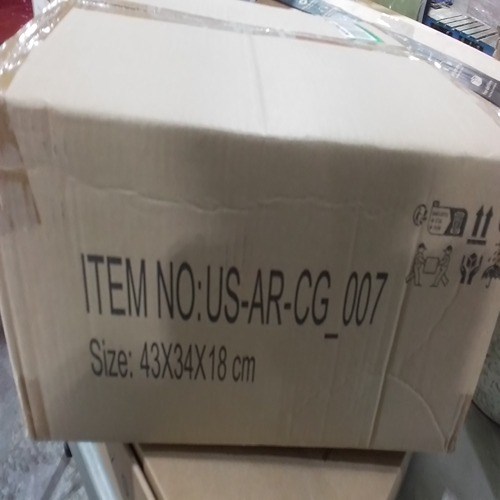 ITEM NO:US-AR-CG_007
Size: 43X34X18 cm